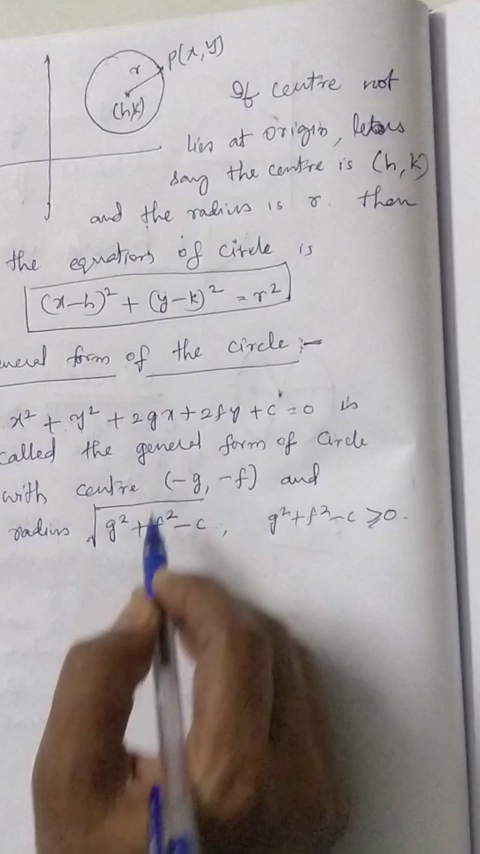 P(x,y)
r
(h,k)
If centre not
lies at origin, let us
say the centre is (h,k)
and the radius is r. then
the equation of circle is
(x-h)² + (y-k)² = r²
eneral form of the circle :-
x² + y² + 2gx + 2fy + c = 0 is
called the general form of circle
with centre (-g, -f) and
radius √g² + f² - c , g² + f² - c ≥ 0.